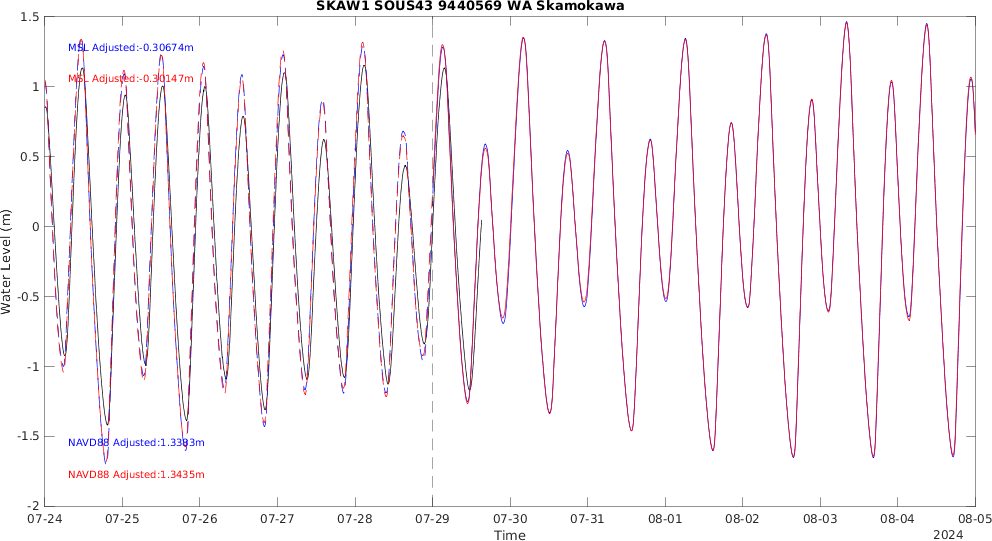 SKAW1 SOUS43 9440569 WA Skamokawa
1.5
MSL Adjusted:-0.30674m
MSL Adjusted:-0.30147m
1
0.5
0
-0.5
-1
-1.5
-2
Water Level (m)
NAVD88 Adjusted:1.3383m
NAVD88 Adjusted:1.3435m
07-24 07-25 07-26 07-27 07-28 07-29 07-30 07-31 08-01 08-02 08-03 08-04 08-05
Time
2024